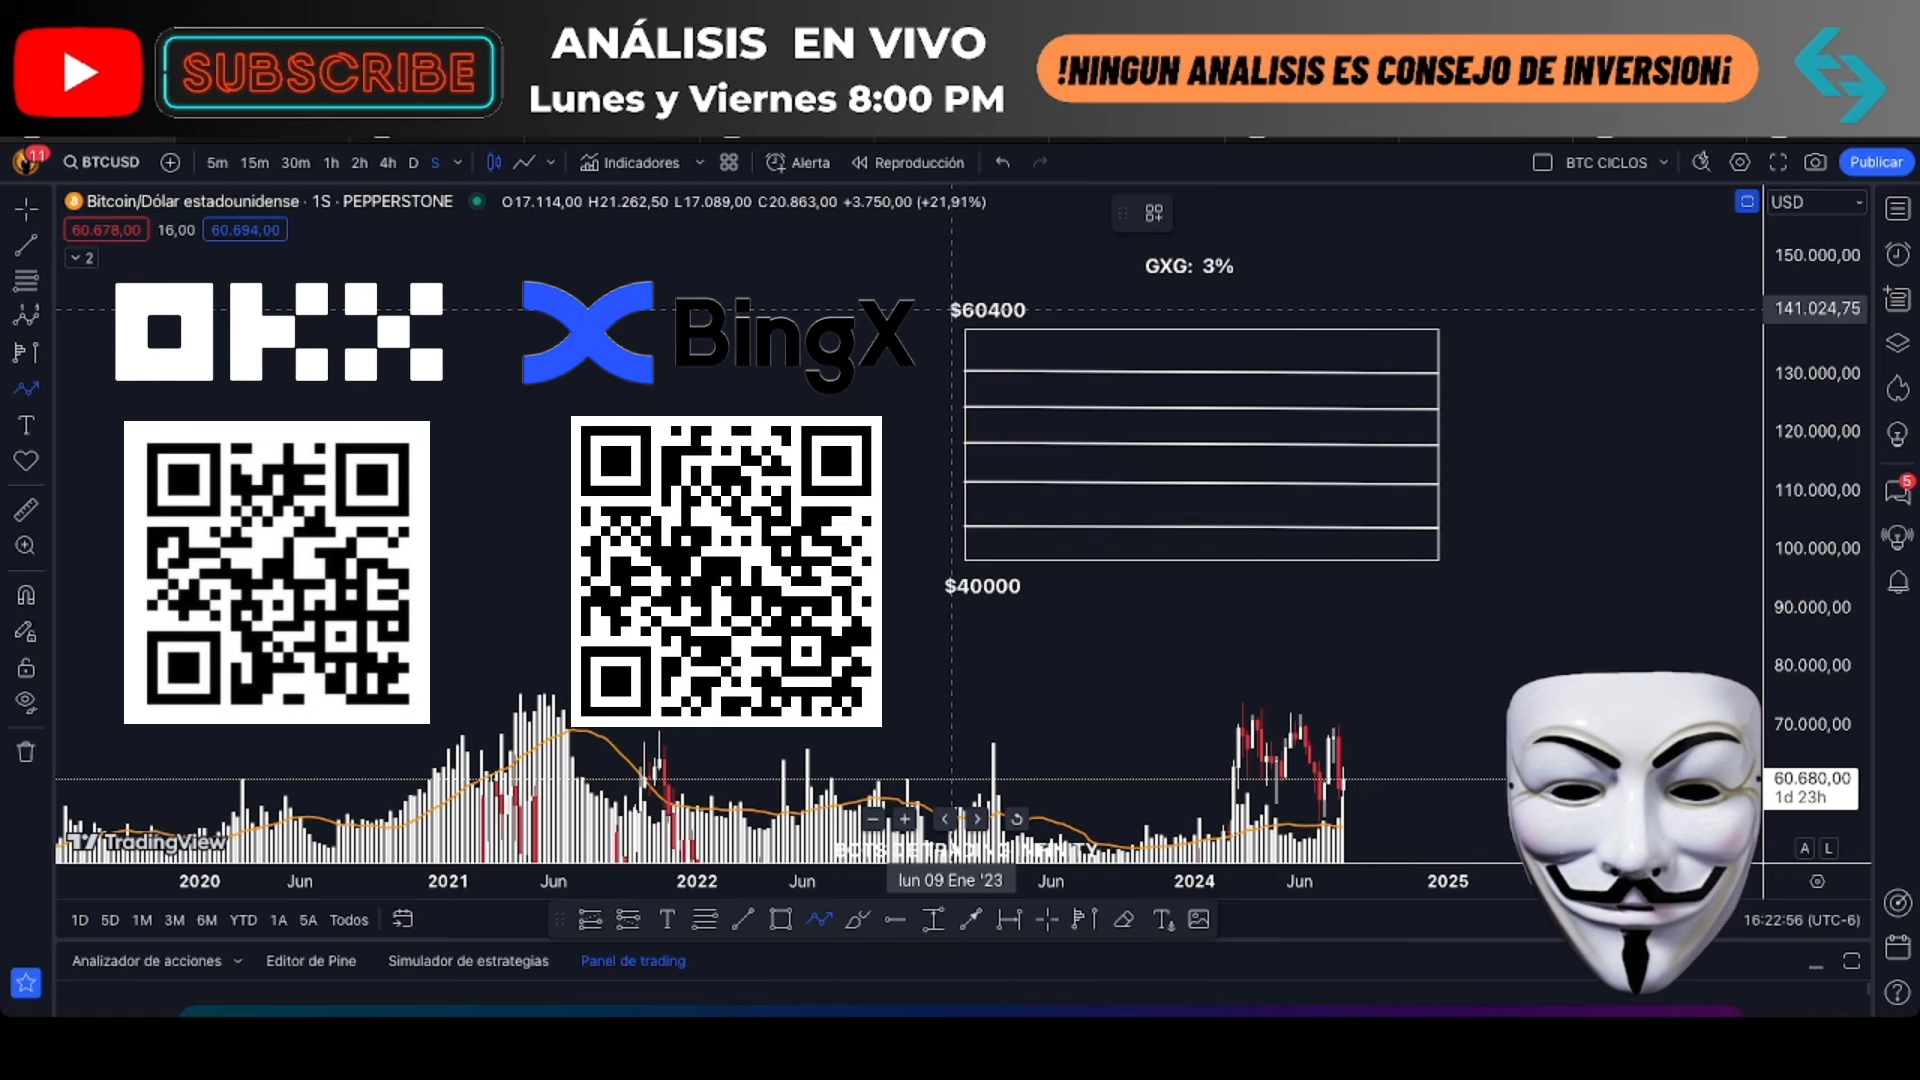 SUBSCRIBE
ANÁLISIS EN VIVO
Lunes y Viernes 8:00 PM
!NINGUN ANALISIS ES CONSEJO DE INVERSION¡
11
BTCUSD
5m 15m 30m 1h 2h 4h D S
Indicadores
Alerta
Reproducción
BTC CICLOS
Publicar
Bitcoin/Dólar estadounidense · 1S · PEPPERSTONE
O17.114,00 H21.262,50 L17.089,00 C20.863,00 +3.750,00 (+21,91%)
USD
60.678,00 16,00 60.694,00
2
GXG: 3%
OKX
BingX
$60400
$40000
150.000,00
141.024,75
130.000,00
120.000,00
110.000,00
100.000,00
90.000,00
80.000,00
70.000,00
60.680,00
1d 23h
5
A L
TradingView
BOTS DE TRADING INFINITY
2020 Jun 2021 Jun 2022 Jun lun 09 Ene '23 Jun 2024 Jun 2025
1D 5D 1M 3M 6M YTD 1A 5A Todos
16:22:56 (UTC-6)
Analizador de acciones Editor de Pine Simulador de estrategias Panel de trading